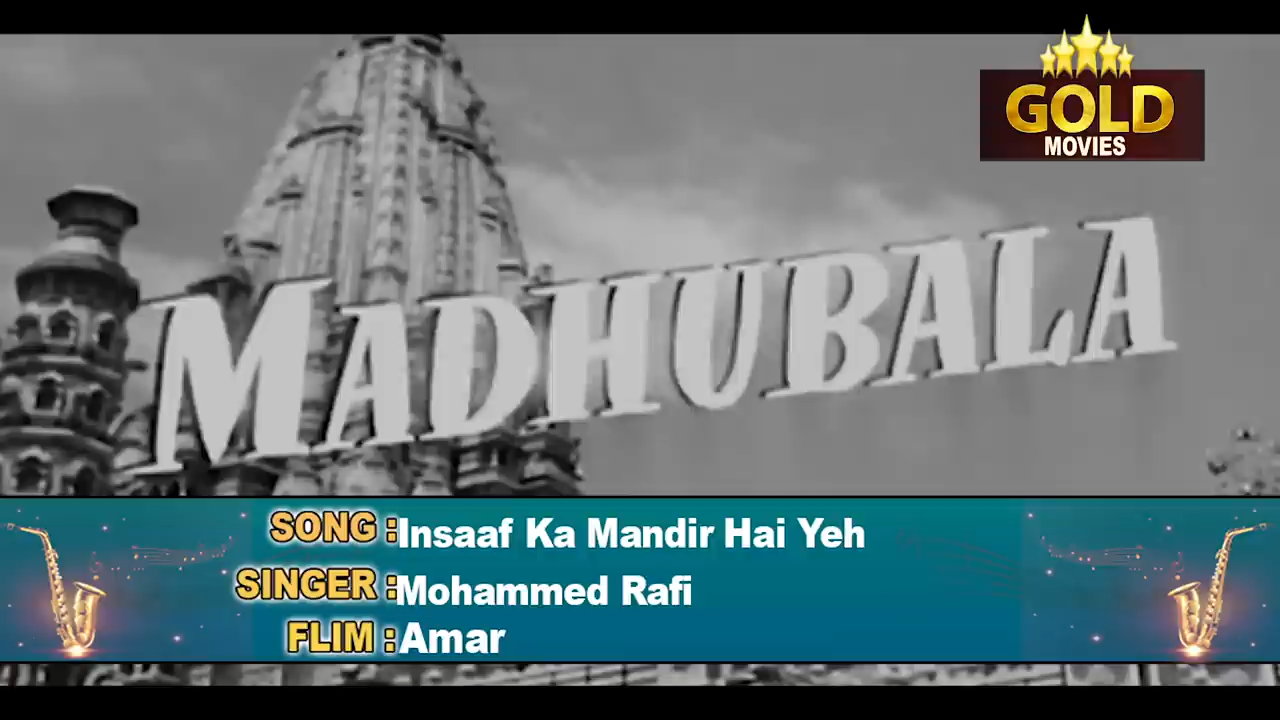 GOLD
MOVIES
MADHUBALA
SONG : Insaaf Ka Mandir Hai Yeh
SINGER : Mohammed Rafi
FLIM : Amar